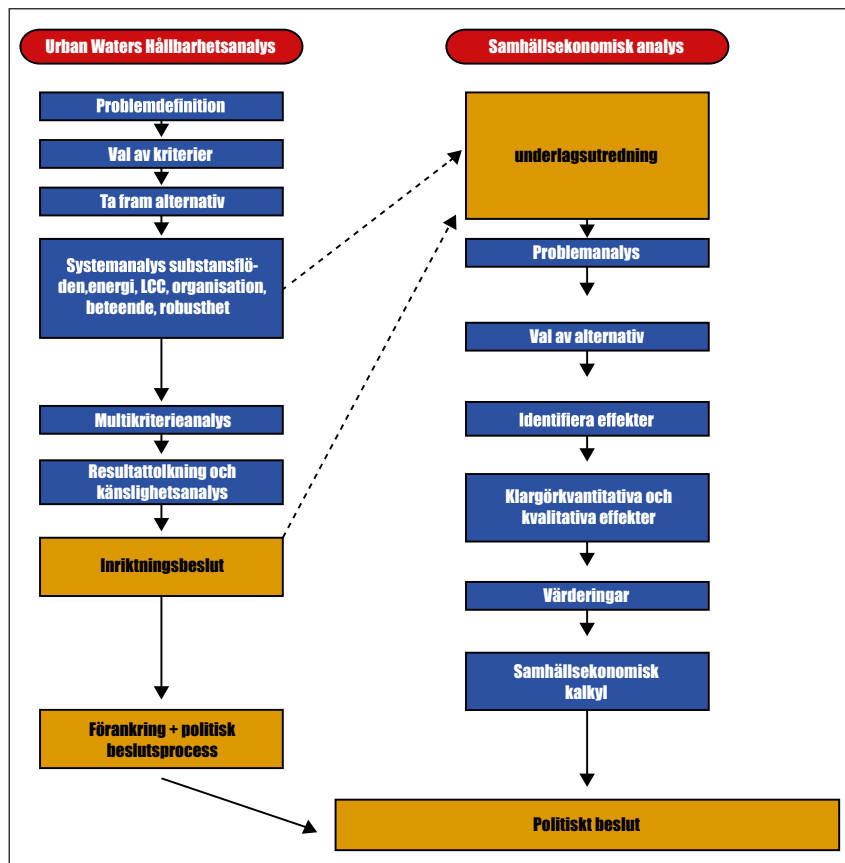 Urban Waters Hållbarhetsanalys
Problemdefinition
Val av kriterier
Ta fram alternativ
Systemanalys substansflö-
den,energi, LCC, organisation,
beteende, robusthet
Multikriterieanalys
Resultattolkning och
känslighetsanalys
Inriktningsbeslut
Förankring + politisk
beslutsprocess
Samhällsekonomisk analys
underlagsutredning
Problemanalys
Val av alternativ
Identifiera effekter
Klargörkvantitativa och
kvalitativa effekter
Värderingar
Samhällsekonomisk
kalkyl
Politiskt beslut